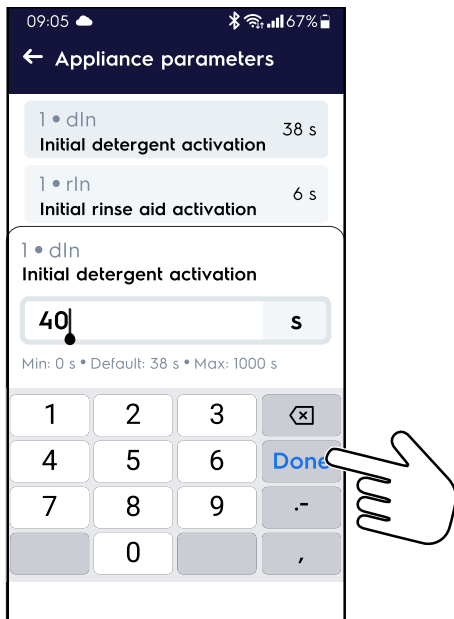 09:05 67%
Appliance parameters
1 • dIn
Initial detergent activation
38 s
1 • rIn
Initial rinse aid activation
6 s
1 • dIn
Initial detergent activation
40 s
Min: 0 s • Default: 38 s • Max: 1000 s
1 2 3
4 5 6 Done
7 8 9 .-
0 ,